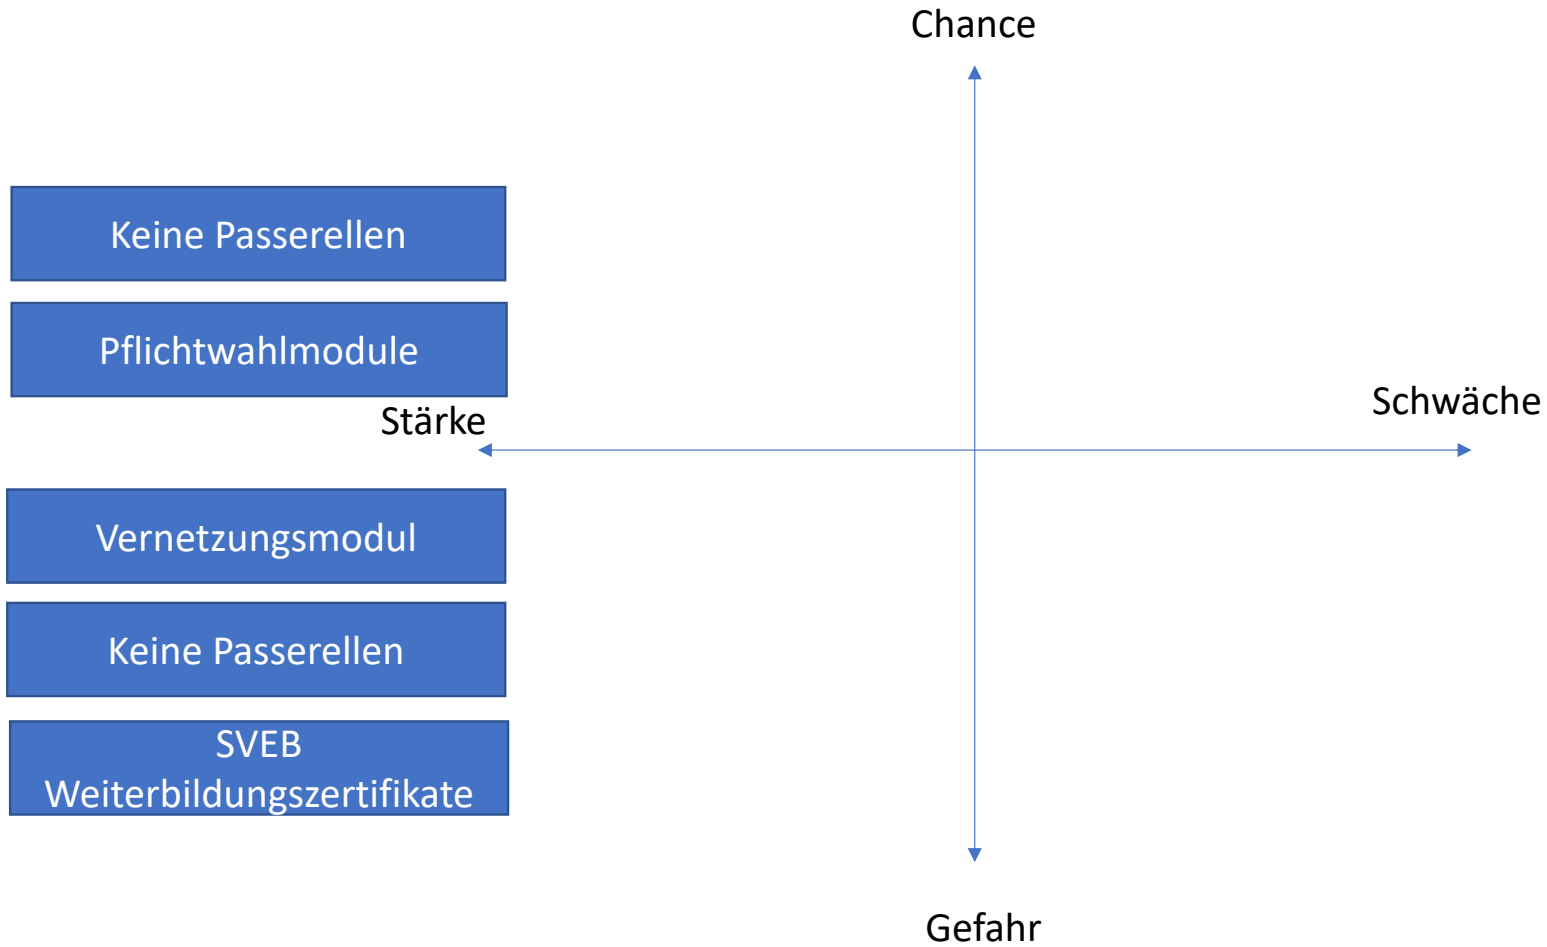 Chance
Keine Passerellen
Pflichtwahlmodule
Stärke
Schwäche
Vernetzungsmodul
Keine Passerellen
SVEB
Weiterbildungszertifikate
Gefahr